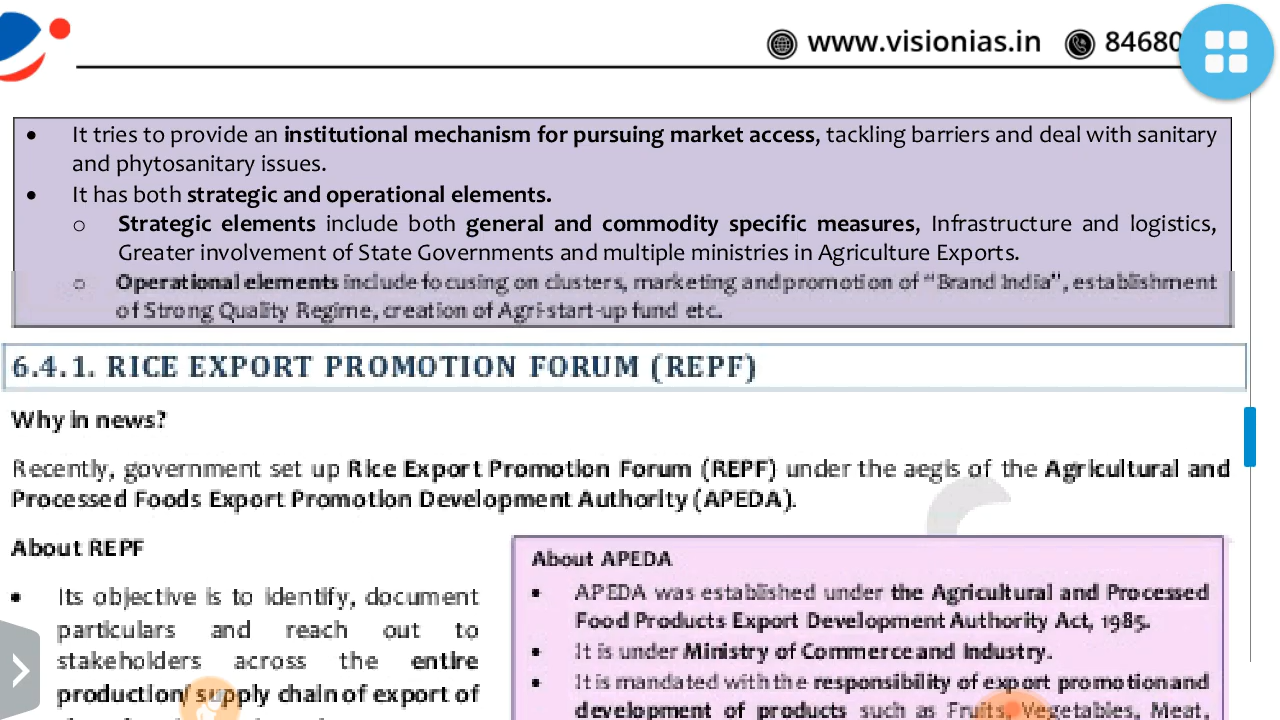 www.visionias.in 84680
• It tries to provide an institutional mechanism for pursuing market access, tackling barriers and deal with sanitary
and phytosanitary issues.
• It has both strategic and operational elements.
o Strategic elements include both general and commodity specific measures, Infrastructure and logistics,
Greater involvement of State Governments and multiple ministries in Agriculture Exports.
o Operational elements include focusing on clusters, marketing and promotion of "Brand India", establishment
of Strong Quality Regime, creation of Agri-start-up fund etc.
6.4.1. RICE EXPORT PROMOTION FORUM (REPF)
Why in news?
Recently, government set up Rice Export Promotion Forum (REPF) under the aegis of the Agricultural and
Processed Foods Export Promotion Development Authority (APEDA).
About REPF
• Its objective is to identify, document
particulars and reach out to
stakeholders across the entire
production/ supply chain of export of
About APEDA
• APEDA was established under the Agricultural and Processed
Food Products Export Development Authority Act, 1985.
• It is under Ministry of Commerce and Industry.
• It is mandated with the responsibility of export promotion and
development of products such as Fruits, Vegetables, Meat,